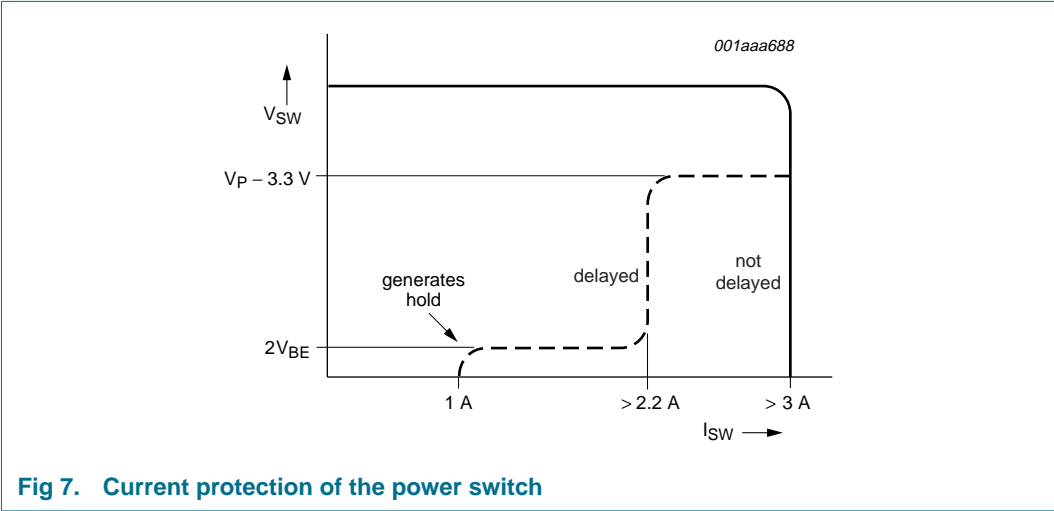 001aaa688
VSW
VP − 3.3 V
generates
hold
delayed
not
delayed
2VBE
1 A
> 2.2 A
> 3 A
ISW
Fig 7. Current protection of the power switch